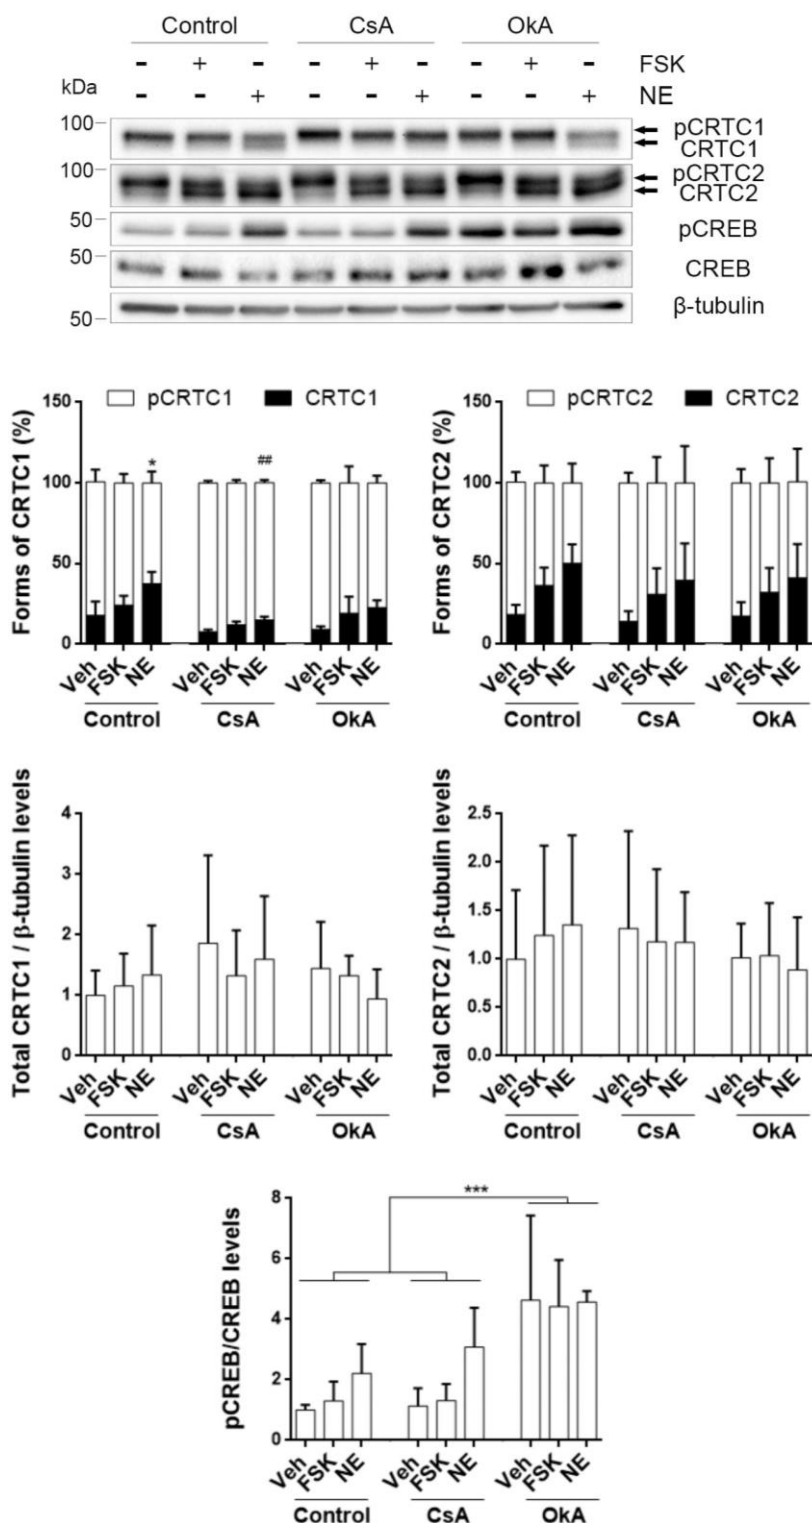 Control CsA OkA
- + - - + - - + - FSK
kDa - - + - - + - - + NE
100 pCRTC1
CRTC1
100 pCRTC2
CRTC2
50 pCREB
50 CREB
50 β-tubulin
pCRTC1 CRTC1
Forms of CRTC1 (%)
150
100
50
0
* ##
Veh FSK NE Veh FSK NE Veh FSK NE
Control CsA OkA
pCRTC2 CRTC2
Forms of CRTC2 (%)
150
100
50
0
Veh FSK NE Veh FSK NE Veh FSK NE
Control CsA OkA
Total CRTC1 / β-tubulin levels
4
3
2
1
0
Veh FSK NE Veh FSK NE Veh FSK NE
Control CsA OkA
Total CRTC2 / β-tubulin levels
2.5
2.0
1.5
1.0
0.5
0.0
Veh FSK NE Veh FSK NE Veh FSK NE
Control CsA OkA
pCREB/CREB levels
8
6
4
2
0
***
Veh FSK NE Veh FSK NE Veh FSK NE
Control CsA OkA